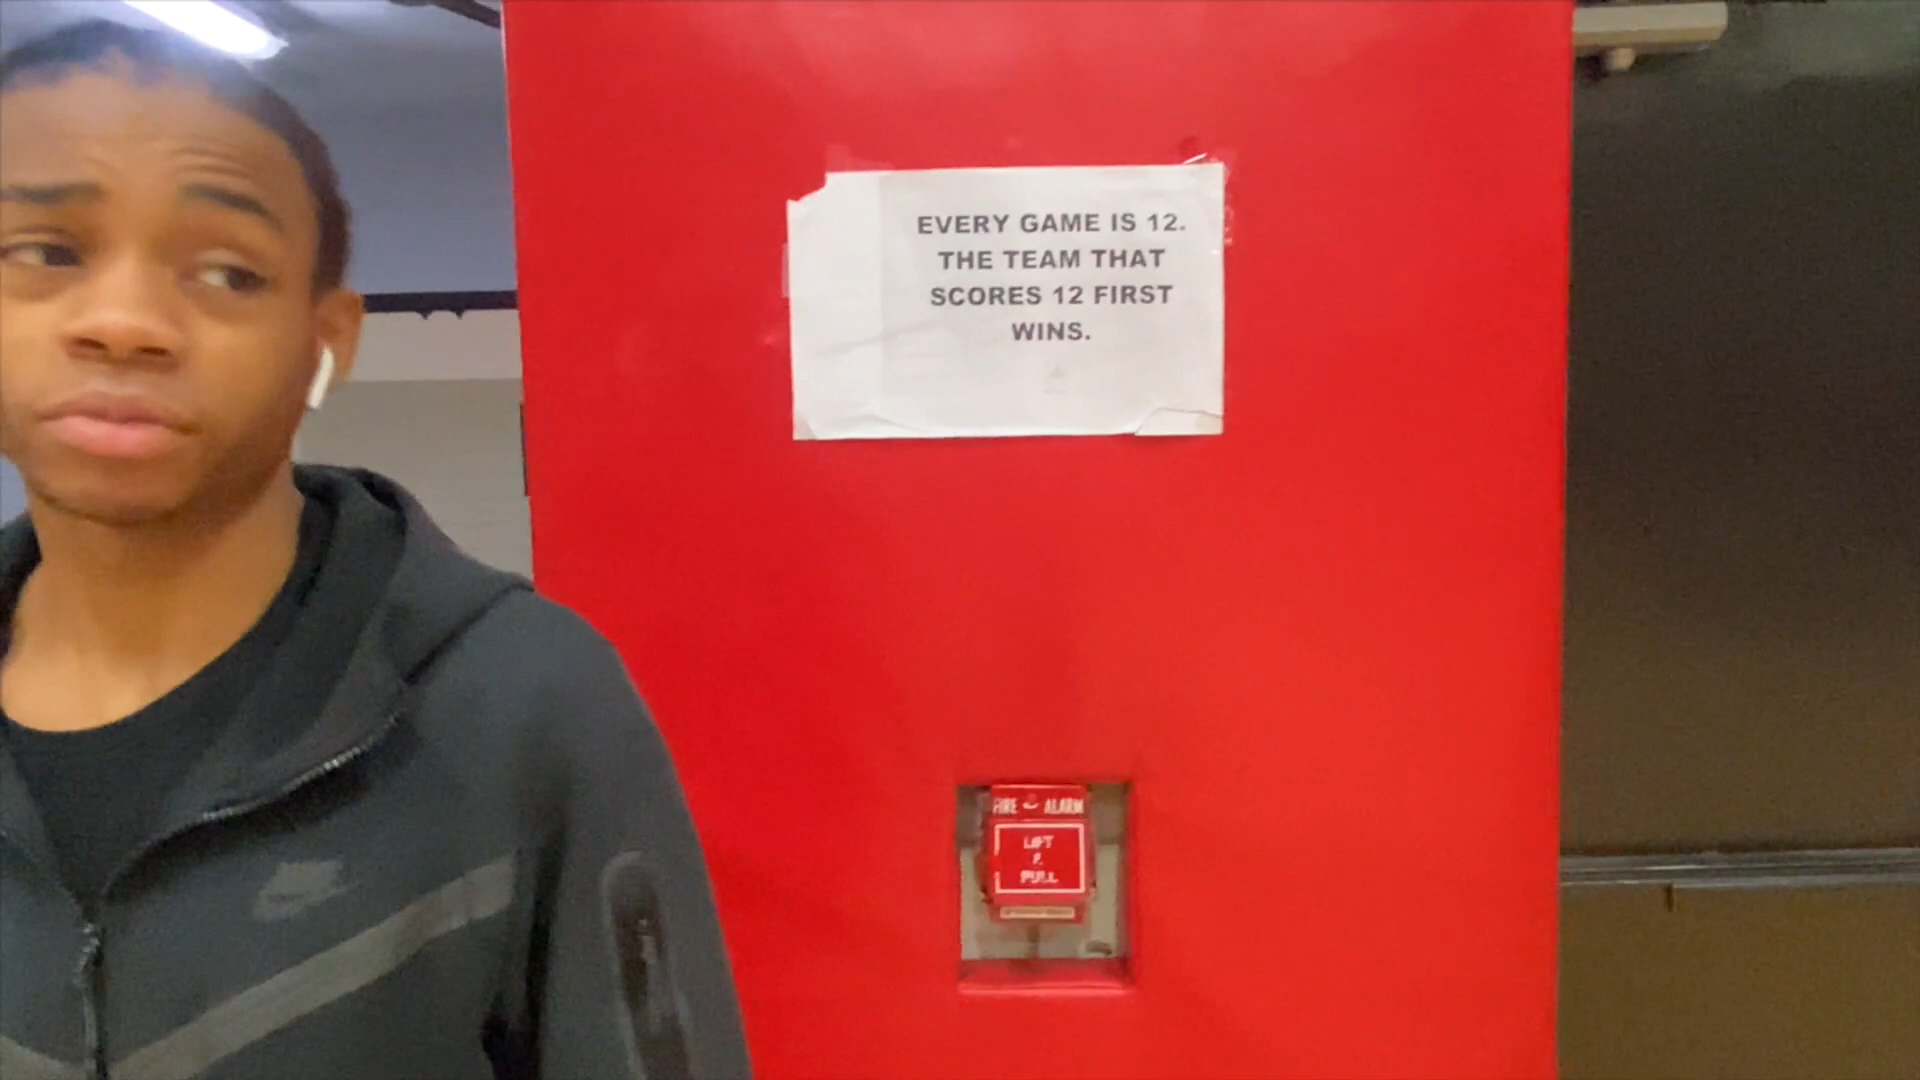 EVERY GAME IS 12.
THE TEAM THAT
SCORES 12 FIRST
WINS.
FIRE ALARM
LIFT
&
PULL